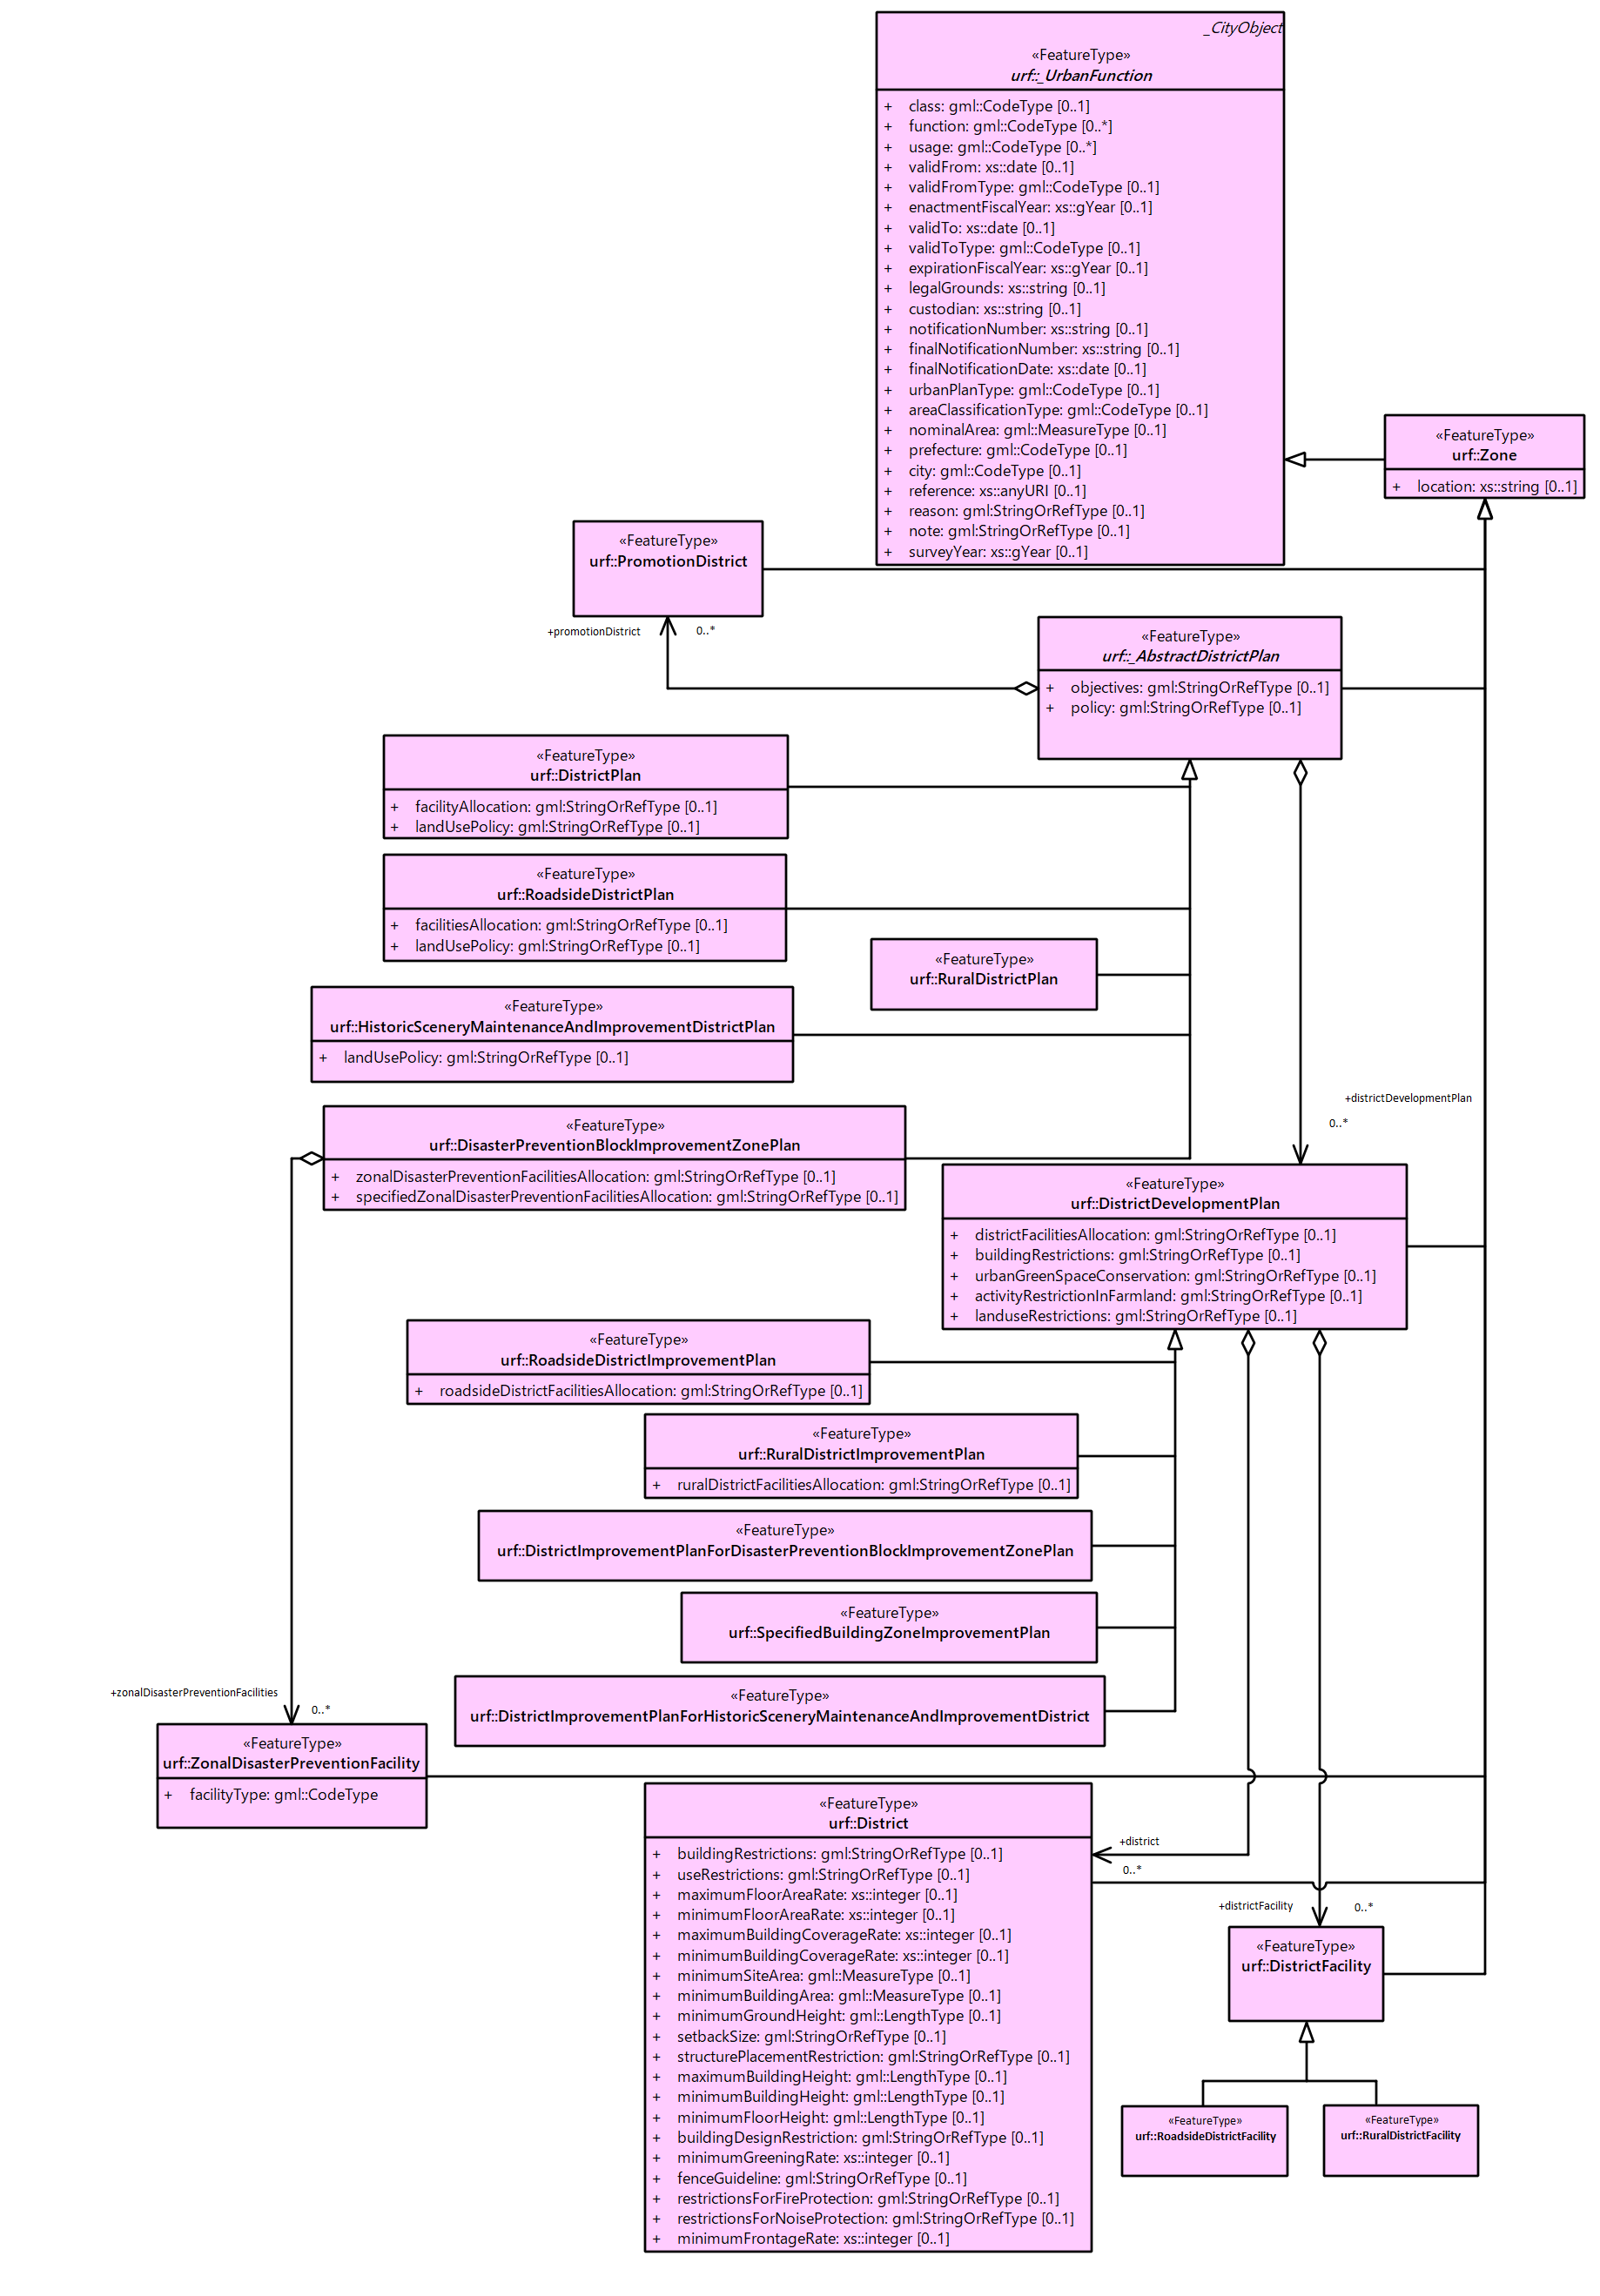 _CityObject
«FeatureType»
urf::_UrbanFunction
+ class: gml::CodeType [0..1]
+ function: gml::CodeType [0..*]
+ usage: gml::CodeType [0..*]
+ validFrom: xs::date [0..1]
+ validFromType: gml::CodeType [0..1]
+ enactmentFiscalYear: xs::gYear [0..1]
+ validTo: xs::date [0..1]
+ validToType: gml::CodeType [0..1]
+ expirationFiscalYear: xs::gYear [0..1]
+ legalGrounds: xs::string [0..1]
+ custodian: xs::string [0..1]
+ notificationNumber: xs::string [0..1]
+ finalNotificationNumber: xs::string [0..1]
+ finalNotificationDate: xs::date [0..1]
+ urbanPlanType: gml::CodeType [0..1]
+ areaClassificationType: gml::CodeType [0..1]
+ nominalArea: gml::MeasureType [0..1]
+ prefecture: gml::CodeType [0..1]
+ city: gml::CodeType [0..1]
+ reference: xs::anyURI [0..1]
+ reason: gml:StringOrRefType [0..1]
+ note: gml:StringOrRefType [0..1]
+ surveyYear: xs::gYear [0..1]
«FeatureType»
urf::Zone
+ location: xs::string [0..1]
«FeatureType»
urf::PromotionDistrict
+promotionDistrict
0..*
«FeatureType»
urf::_AbstractDistrictPlan
+ objectives: gml:StringOrRefType [0..1]
+ policy: gml:StringOrRefType [0..1]
«FeatureType»
urf::DistrictPlan
+ facilityAllocation: gml:StringOrRefType [0..1]
+ landUsePolicy: gml:StringOrRefType [0..1]
«FeatureType»
urf::RoadsideDistrictPlan
+ facilitiesAllocation: gml:StringOrRefType [0..1]
+ landUsePolicy: gml:StringOrRefType [0..1]
«FeatureType»
urf::RuralDistrictPlan
«FeatureType»
urf::HistoricSceneryMaintenanceAndImprovementDistrictPlan
+ landUsePolicy: gml:StringOrRefType [0..1]
«FeatureType»
urf::DisasterPreventionBlockImprovementZonePlan
+ zonalDisasterPreventionFacilitiesAllocation: gml:StringOrRefType [0..1]
+ specifiedZonalDisasterPreventionFacilitiesAllocation: gml:StringOrRefType [0..1]
+districtDevelopmentPlan
0..*
«FeatureType»
urf::DistrictDevelopmentPlan
+ districtFacilitiesAllocation: gml:StringOrRefType [0..1]
+ buildingRestrictions: gml:StringOrRefType [0..1]
+ urbanGreenSpaceConservation: gml:StringOrRefType [0..1]
+ activityRestrictionInFarmland: gml:StringOrRefType [0..1]
+ landuseRestrictions: gml:StringOrRefType [0..1]
«FeatureType»
urf::RoadsideDistrictImprovementPlan
+ roadsideDistrictFacilitiesAllocation: gml:StringOrRefType [0..1]
«FeatureType»
urf::RuralDistrictImprovementPlan
+ ruralDistrictFacilitiesAllocation: gml:StringOrRefType [0..1]
«FeatureType»
urf::DistrictImprovementPlanForDisasterPreventionBlockImprovementZonePlan
«FeatureType»
urf::SpecifiedBuildingZoneImprovementPlan
«FeatureType»
urf::DistrictImprovementPlanForHistoricSceneryMaintenanceAndImprovementDistrict
+zonalDisasterPreventionFacilities
0..*
«FeatureType»
urf::ZonalDisasterPreventionFacility
+ facilityType: gml::CodeType
«FeatureType»
urf::District
+ buildingRestrictions: gml:StringOrRefType [0..1]
+ useRestrictions: gml:StringOrRefType [0..1]
+ maximumFloorAreaRate: xs::integer [0..1]
+ minimumFloorAreaRate: xs::integer [0..1]
+ maximumBuildingCoverageRate: xs::integer [0..1]
+ minimumBuildingCoverageRate: xs::integer [0..1]
+ minimumSiteArea: gml::MeasureType [0..1]
+ minimumBuildingArea: gml::MeasureType [0..1]
+ minimumGroundHeight: gml::LengthType [0..1]
+ setbackSize: gml:StringOrRefType [0..1]
+ structurePlacementRestriction: gml:StringOrRefType [0..1]
+ maximumBuildingHeight: gml::LengthType [0..1]
+ minimumBuildingHeight: gml::LengthType [0..1]
+ minimumFloorHeight: gml::LengthType [0..1]
+ buildingDesignRestriction: gml:StringOrRefType [0..1]
+ minimumGreeningRate: xs::integer [0..1]
+ fenceGuideline: gml:StringOrRefType [0..1]
+ restrictionsForFireProtection: gml:StringOrRefType [0..1]
+ restrictionsForNoiseProtection: gml:StringOrRefType [0..1]
+ minimumFrontageRate: xs::integer [0..1]
+district
0..*
+districtFacility
0..*
«FeatureType»
urf::DistrictFacility
«FeatureType»
urf::RoadsideDistrictFacility
«FeatureType»
urf::RuralDistrictFacility